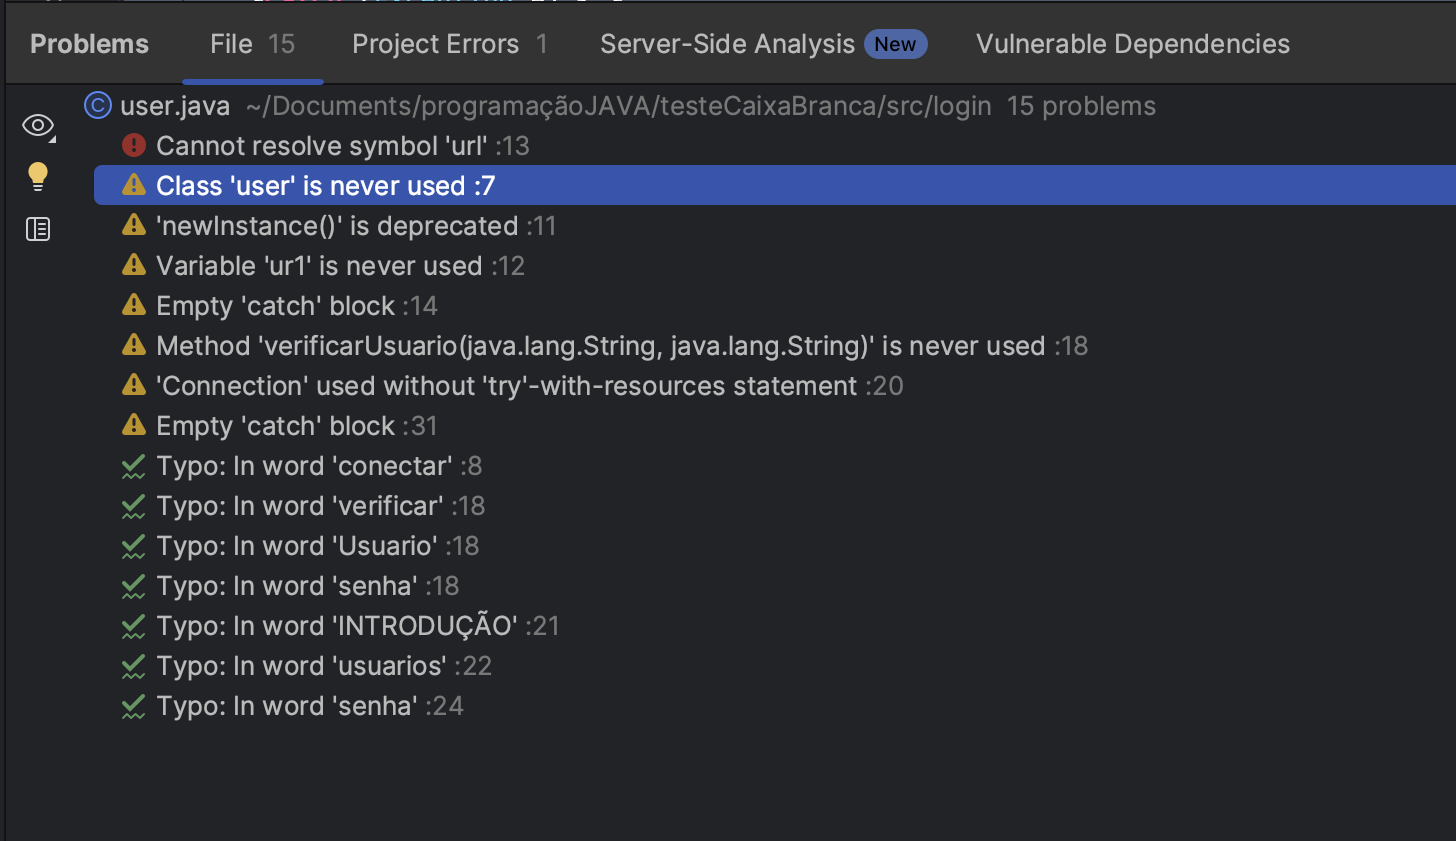 Problems File 15 Project Errors 1 Server-Side Analysis New Vulnerable Dependencies
user.java ~/Documents/programaçãoJAVA/testeCaixaBranca/src/login 15 problems
Cannot resolve symbol 'url' :13
Class 'user' is never used :7
'newInstance()' is deprecated :11
Variable 'ur1' is never used :12
Empty 'catch' block :14
Method 'verificarUsuario(java.lang.String, java.lang.String)' is never used :18
'Connection' used without 'try'-with-resources statement :20
Empty 'catch' block :31
Typo: In word 'conectar' :8
Typo: In word 'verificar' :18
Typo: In word 'Usuario' :18
Typo: In word 'senha' :18
Typo: In word 'INTRODUÇÃO' :21
Typo: In word 'usuarios' :22
Typo: In word 'senha' :24